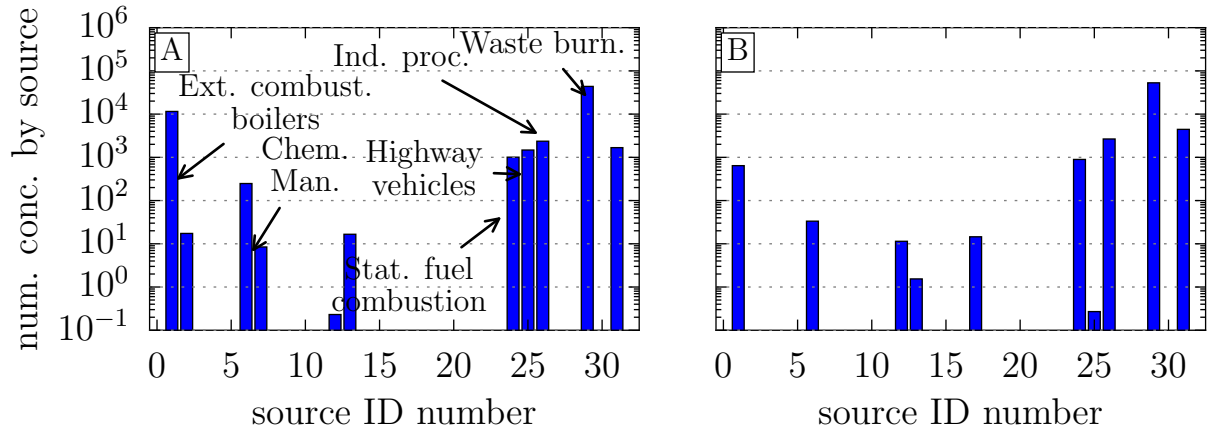 num. conc. by source
10^6
10^5
10^4
10^3
10^2
10^1
10^0
10^−1
A
Waste burn.
Ind. proc.
Ext. combust.
boilers
Chem.
Man.
Highway
vehicles
Stat. fuel
combustion
0 5 10 15 20 25 30
source ID number
B
0 5 10 15 20 25 30
source ID number